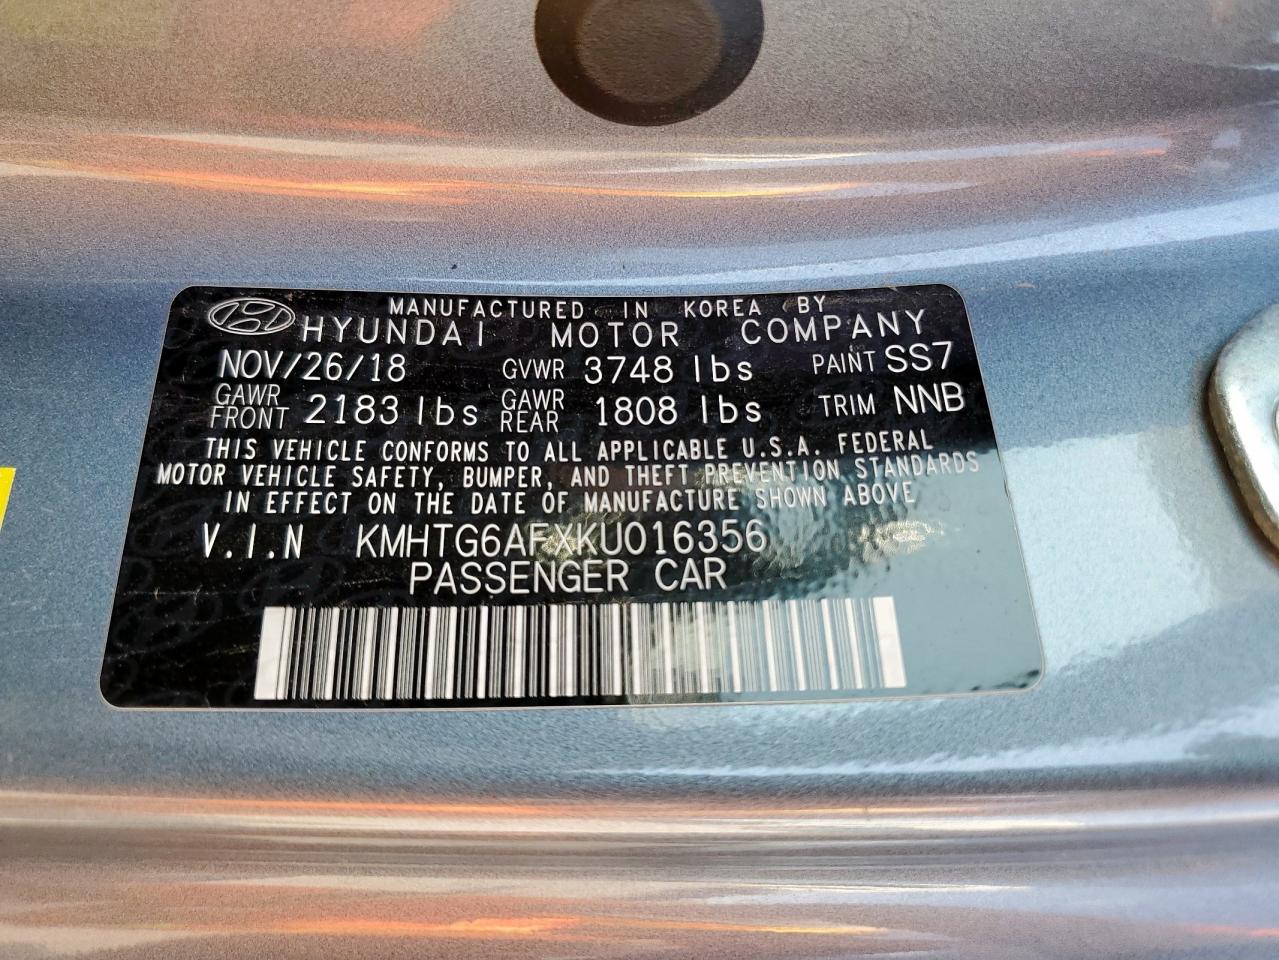 MANUFACTURED IN KOREA BY
HYUNDAI MOTOR COMPANY
NOV/26/18 GVWR 3748 lbs PAINT SS7
GAWR FRONT 2183 lbs GAWR REAR 1808 lbs TRIM NNB
THIS VEHICLE CONFORMS TO ALL APPLICABLE U.S.A. FEDERAL
MOTOR VEHICLE SAFETY, BUMPER, AND THEFT PREVENTION STANDARDS
IN EFFECT ON THE DATE OF MANUFACTURE SHOWN ABOVE
V.I.N KMHTG6AFXKU016356
PASSENGER CAR